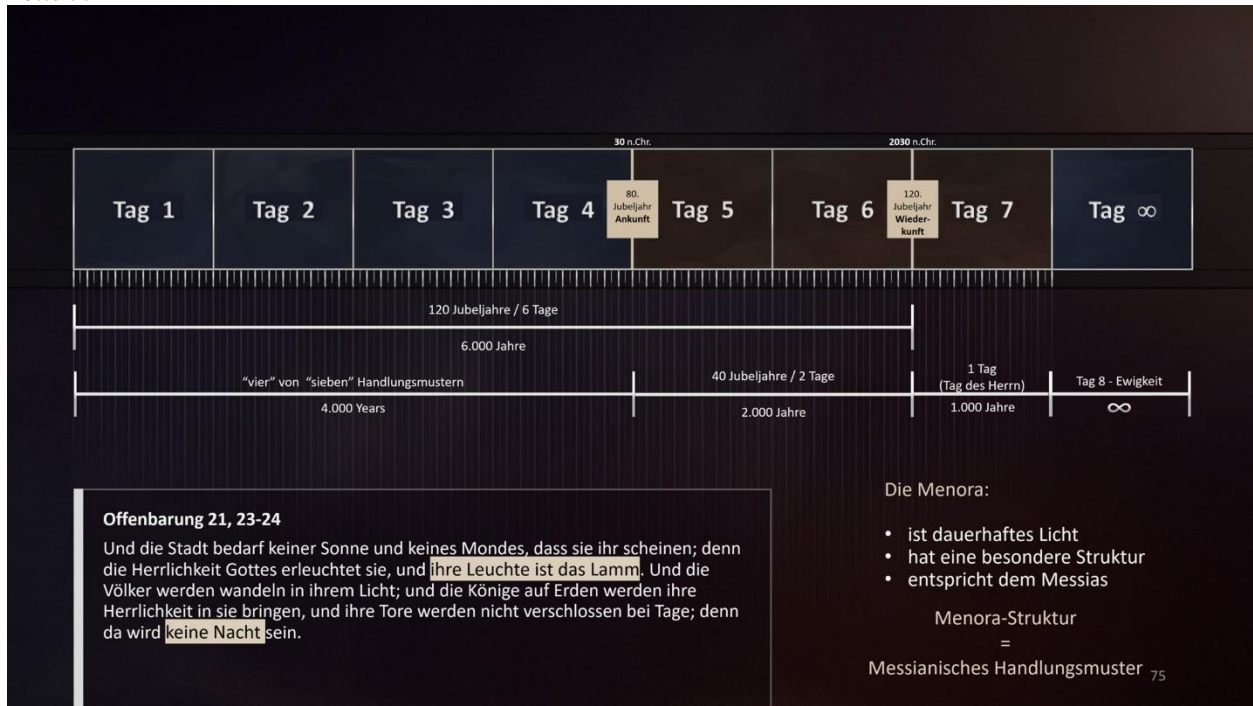 30 n.Chr.
2030 n.Chr.
Tag 1
Tag 2
Tag 3
Tag 4
80.
Jubeljahr
Ankunft
Tag 5
Tag 6
120.
Jubeljahr
Wieder-
kunft
Tag 7
Tag ∞
120 Jubeljahre / 6 Tage
6.000 Jahre
"vier" von "sieben" Handlungsmustern
4.000 Years
40 Jubeljahre / 2 Tage
2.000 Jahre
1 Tag
(Tag des Herrn)
1.000 Jahre
Tag 8 - Ewigkeit
∞
Offenbarung 21, 23-24
Und die Stadt bedarf keiner Sonne und keines Mondes, dass sie ihr scheinen; denn
die Herrlichkeit Gottes erleuchtet sie, und ihre Leuchte ist das Lamm. Und die
Völker werden wandeln in ihrem Licht; und die Könige auf Erden werden ihre
Herrlichkeit in sie bringen, und ihre Tore werden nicht verschlossen bei Tage; denn
da wird keine Nacht sein.
Die Menora:
• ist dauerhaftes Licht
• hat eine besondere Struktur
• entspricht dem Messias
Menora-Struktur
=
Messianisches Handlungsmuster
75